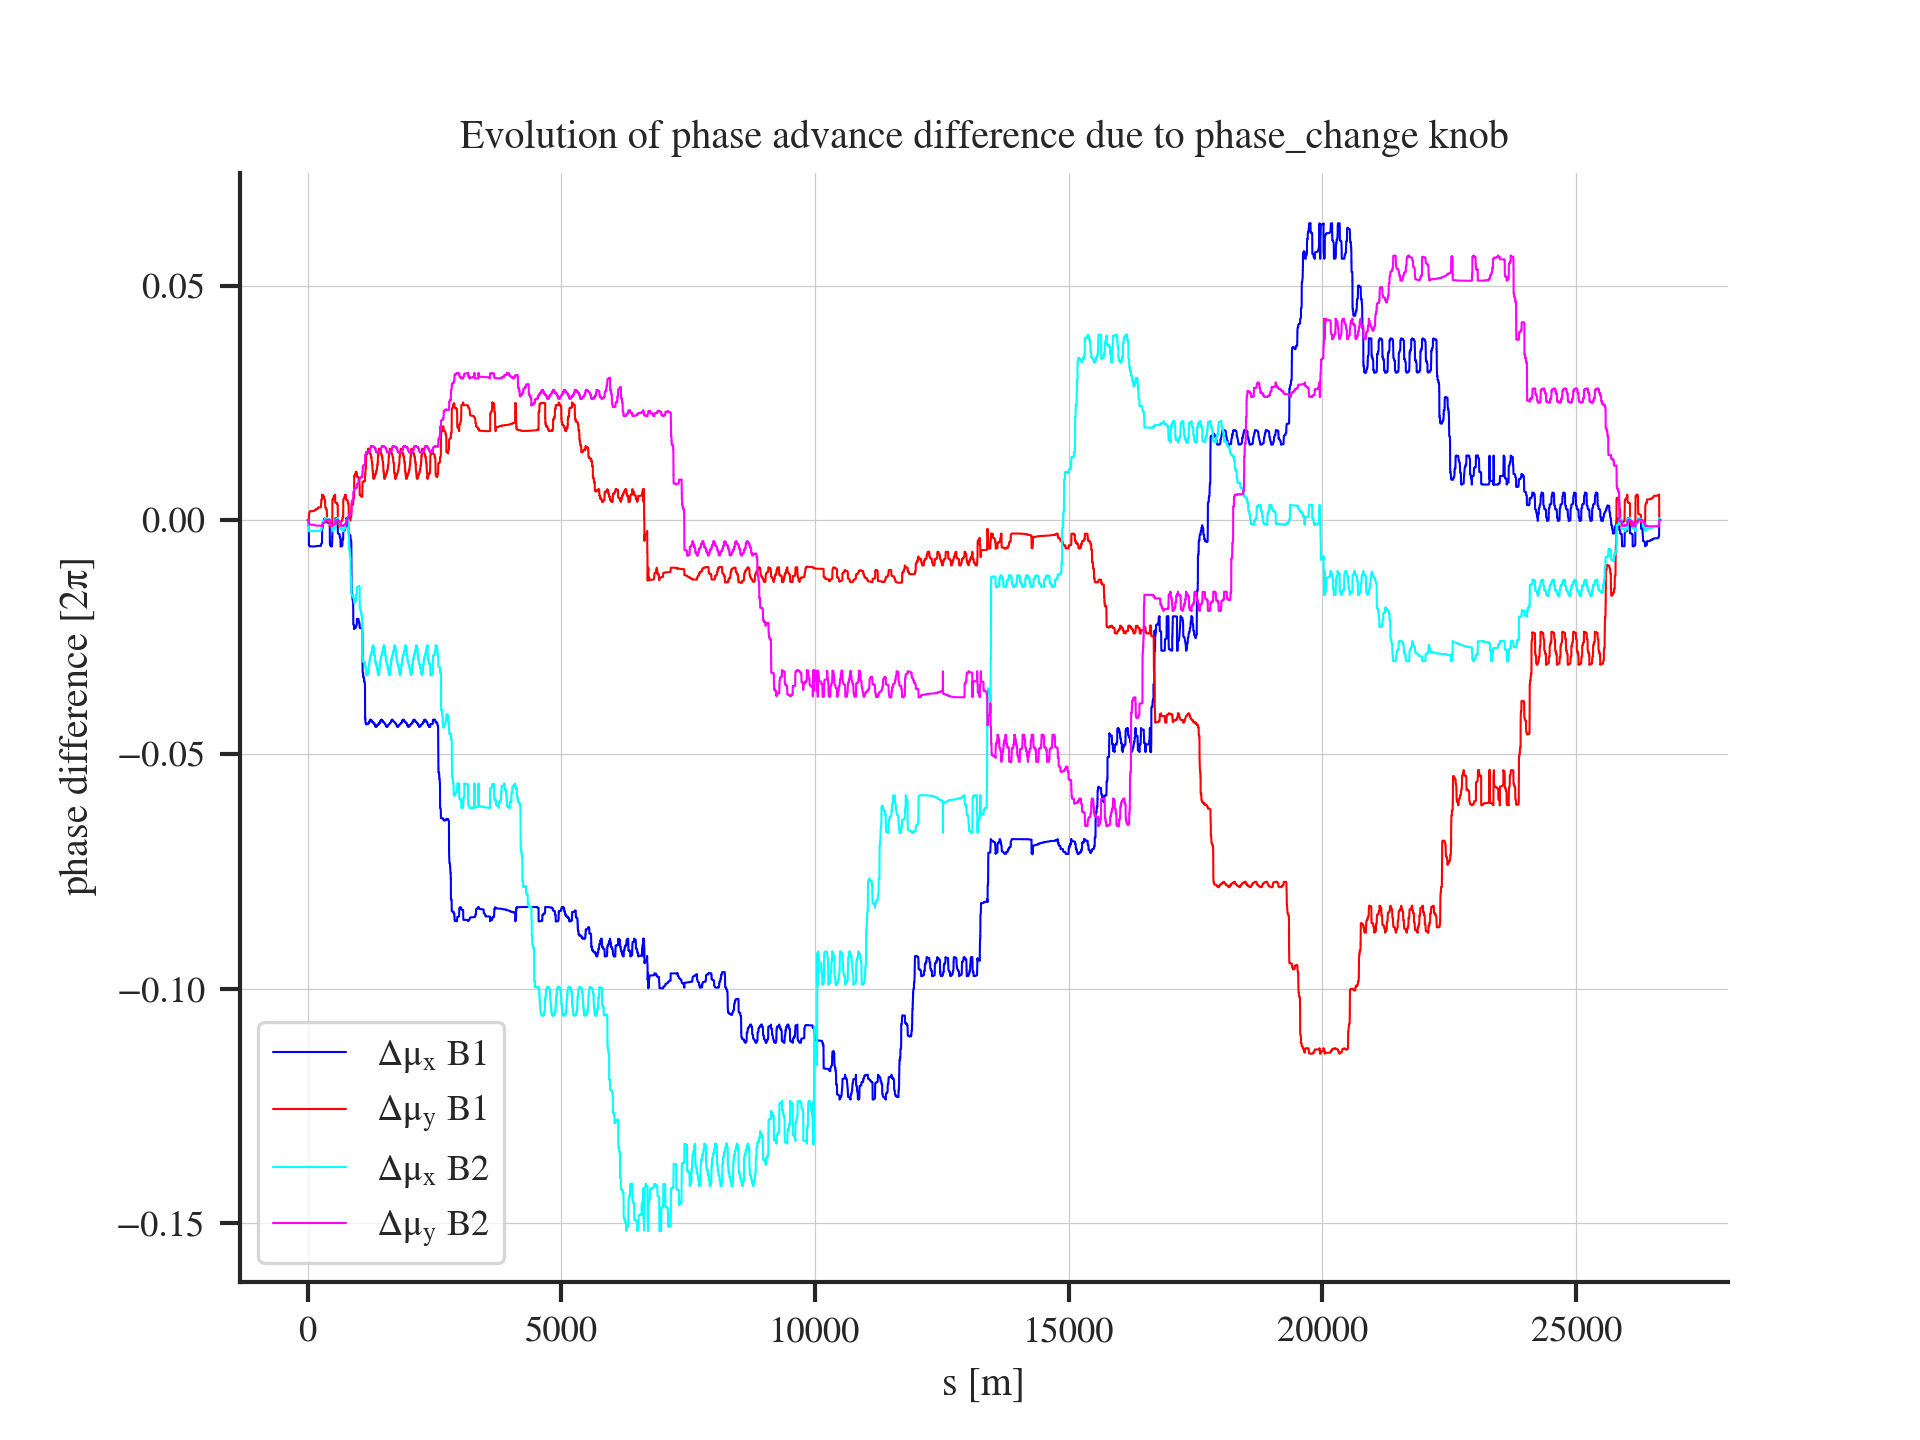 Evolution of phase advance difference due to phase_change knob
phase difference [2π]
0.05
0.00
−0.05
−0.10
−0.15
Δμx B1
Δμy B1
Δμx B2
Δμy B2
0 5000 10000 15000 20000 25000
s [m]